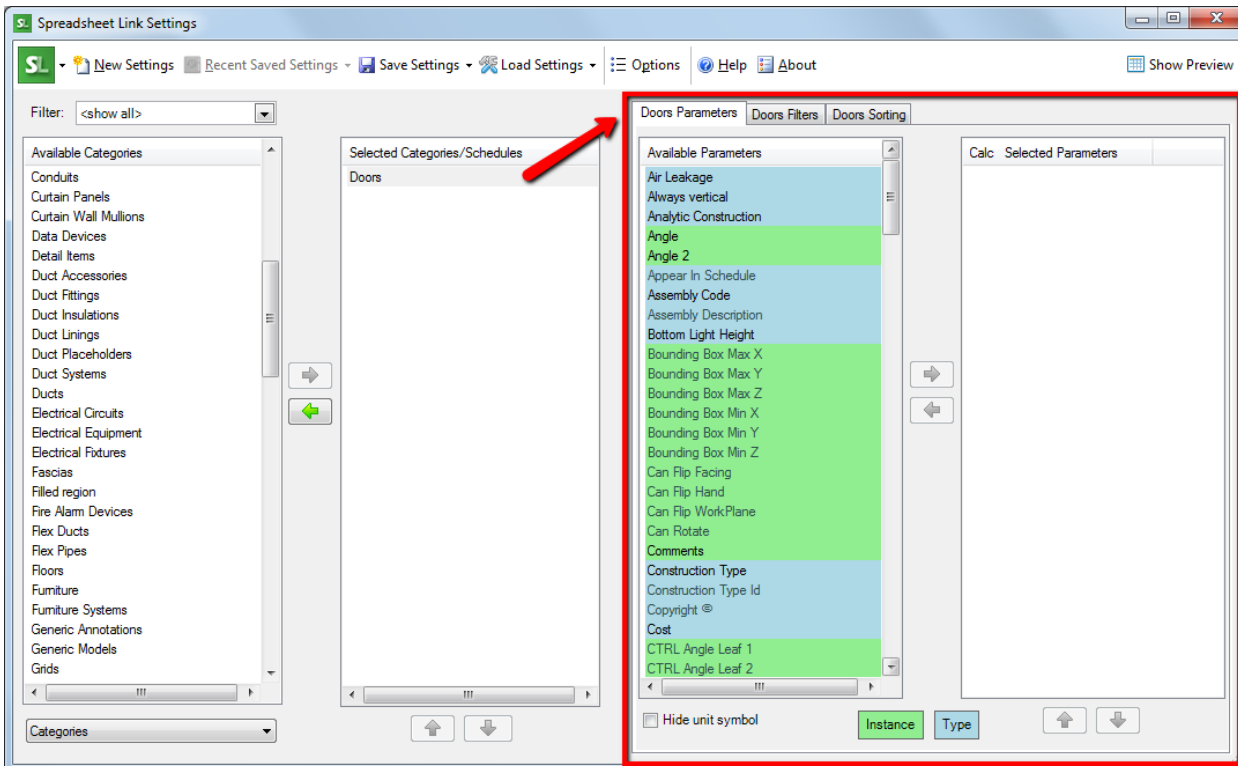 SL Spreadsheet Link Settings
SL New Settings Recent Saved Settings Save Settings Load Settings Options Help About Show Preview
Filter: <show all>
Available Categories
Conduits
Curtain Panels
Curtain Wall Mullions
Data Devices
Detail Items
Duct Accessories
Duct Fittings
Duct Insulations
Duct Linings
Duct Placeholders
Duct Systems
Ducts
Electrical Circuits
Electrical Equipment
Electrical Fixtures
Fascias
Filled region
Fire Alarm Devices
Flex Ducts
Flex Pipes
Floors
Furniture
Furniture Systems
Generic Annotations
Generic Models
Grids
Categories
Selected Categories/Schedules
Doors
Doors Parameters Doors Filters Doors Sorting
Available Parameters
Air Leakage
Always vertical
Analytic Construction
Angle
Angle 2
Appear In Schedule
Assembly Code
Assembly Description
Bottom Light Height
Bounding Box Max X
Bounding Box Max Y
Bounding Box Max Z
Bounding Box Min X
Bounding Box Min Y
Bounding Box Min Z
Can Flip Facing
Can Flip Hand
Can Flip WorkPlane
Can Rotate
Comments
Construction Type
Construction Type Id
Copyright ©
Cost
CTRL Angle Leaf 1
CTRL Angle Leaf 2
Calc Selected Parameters
Hide unit symbol
Instance Type